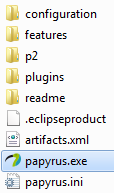 configuration
features
p2
plugins
readme
.eclipseproduct
artifacts.xml
papyrus.exe
papyrus.ini